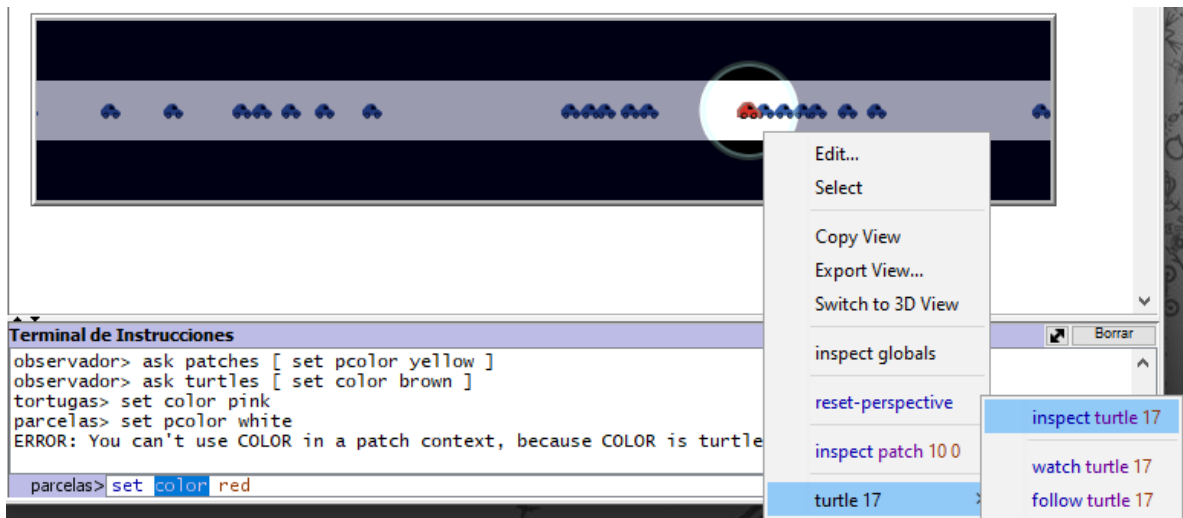 Edit...
Select
Copy View
Export View...
Switch to 3D View
inspect globals
reset-perspective
inspect patch 10 0
turtle 17
inspect turtle 17
watch turtle 17
follow turtle 17
Terminal de Instrucciones
Borrar
observador> ask patches [ set pcolor yellow ]
observador> ask turtles [ set color brown ]
tortugas> set color pink
parcelas> set pcolor white
ERROR: You can't use COLOR in a patch context, because COLOR is turtle
parcelas> set color red